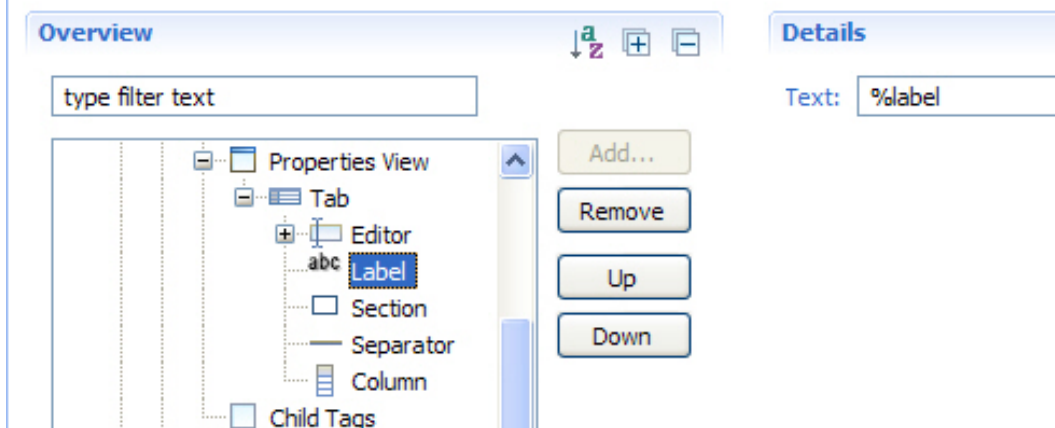 Overview
a
z
Details
type filter text
Text: %label
Add...
Properties View
Tab
Remove
Editor
abc Label
Up
Section
Down
Separator
Column
Child Tags